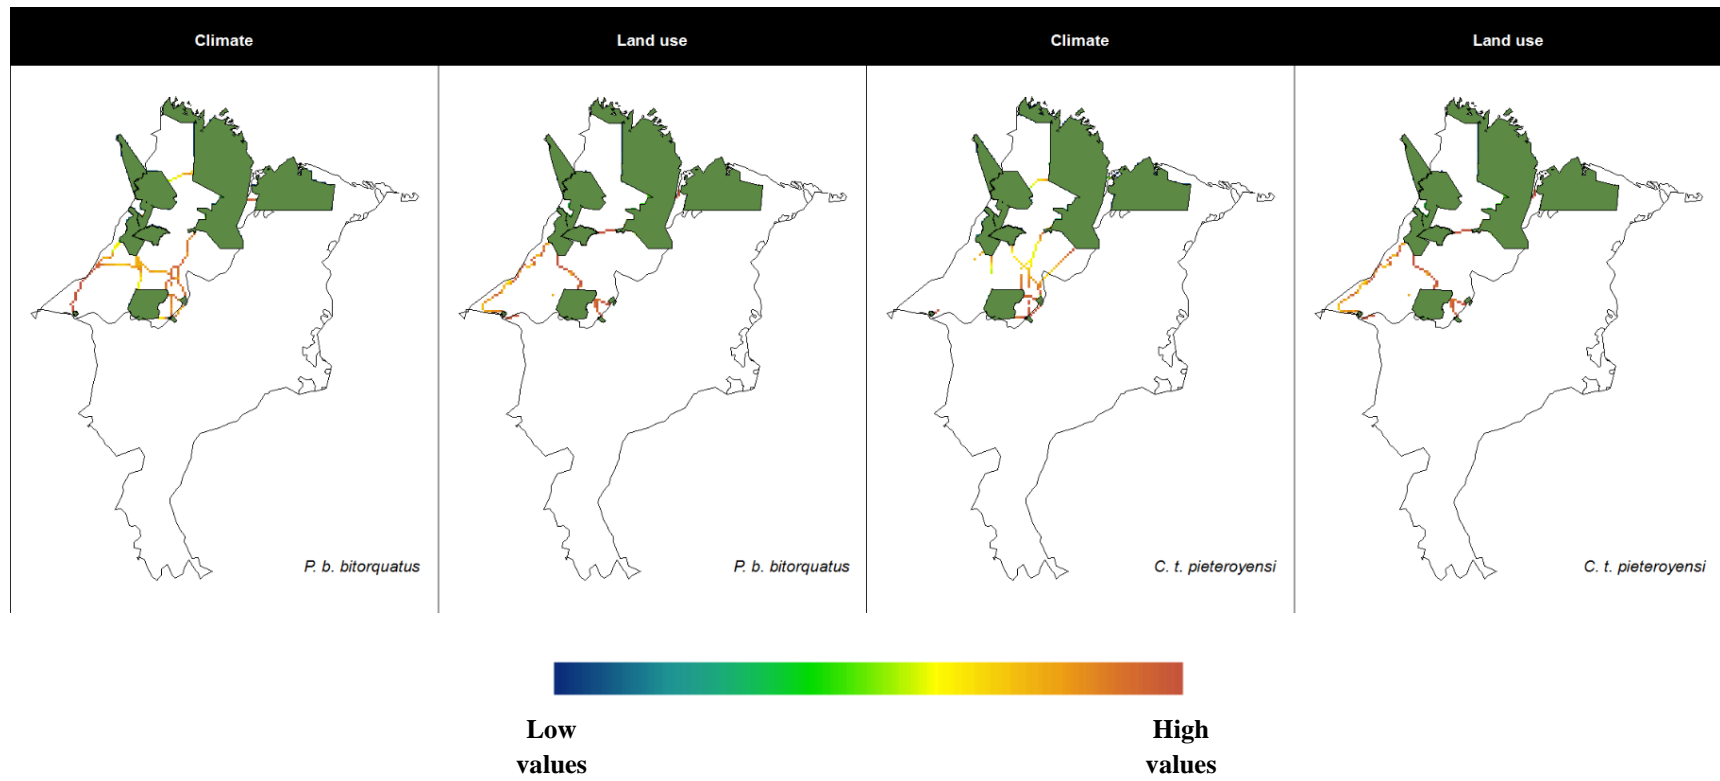 Climate
Land use
Climate
Land use
P. b. bitorquatus
P. b. bitorquatus
C. t. pieteroyensi
C. t. pieteroyensi
Low
values
High
values